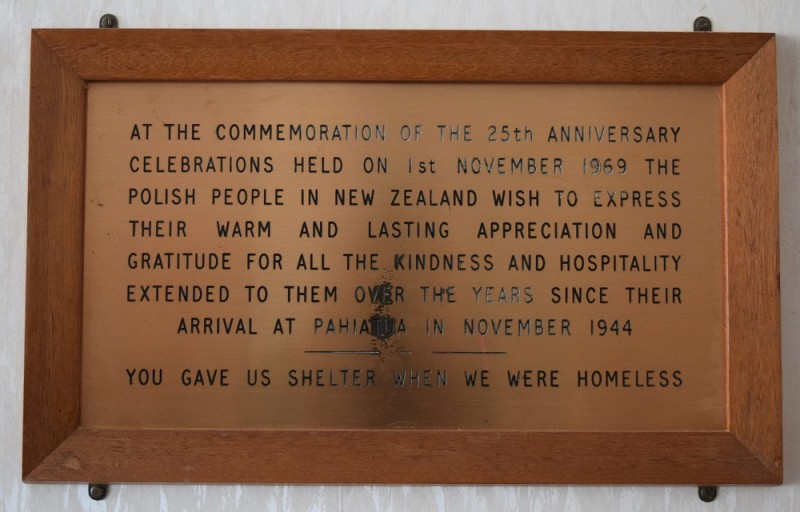 AT THE COMMEMORATION OF THE 25th ANNIVERSARY
CELEBRATIONS HELD ON 1st NOVEMBER 1969 THE
POLISH PEOPLE IN NEW ZEALAND WISH TO EXPRESS
THEIR WARM AND LASTING APPRECIATION AND
GRATITUDE FOR ALL THE KINDNESS AND HOSPITALITY
EXTENDED TO THEM OVER THE YEARS SINCE THEIR
ARRIVAL AT PAHIATUA IN NOVEMBER 1944
YOU GAVE US SHELTER WHEN WE WERE HOMELESS